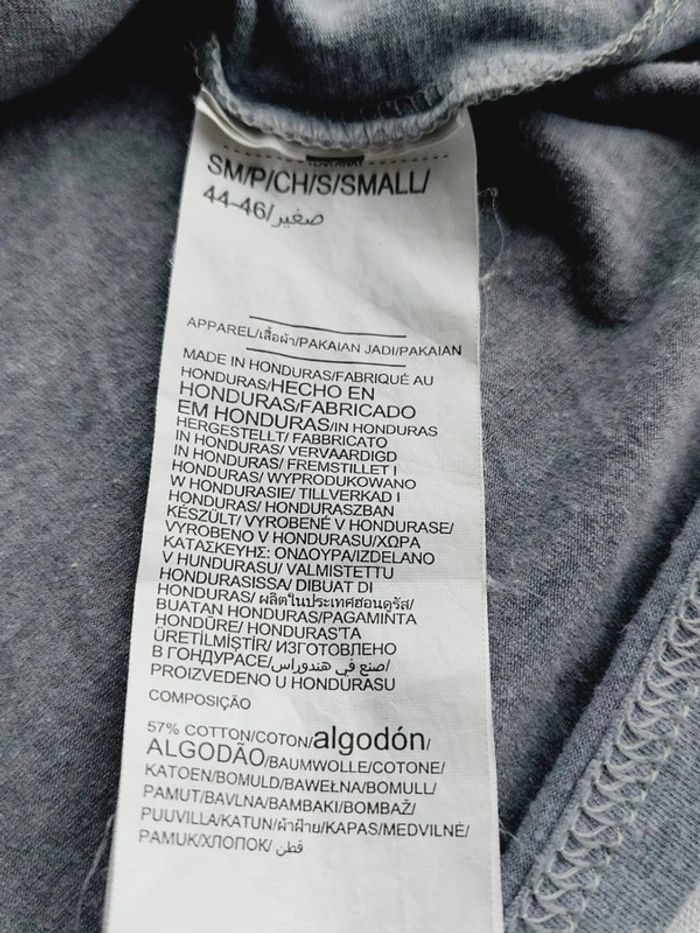 SM/P/CH/S/SMALL/
44-46/صغير
APPAREL/เสื้อผ้า/PAKAIAN JADI/PAKAIAN
MADE IN HONDURAS/FABRIQUÉ AU
HONDURAS/HECHO EN
HONDURAS/FABRICADO
EM HONDURAS/IN HONDURAS
HERGESTELLT/ FABBRICATO
IN HONDURAS/ VERVAARDIGD
IN HONDURAS/ FREMSTILLET I
HONDURAS/ WYPRODUKOWANO
W HONDURASIE/ TILLVERKAD I
HONDURAS/ HONDURASZBAN
KÉSZÜLT/ VYROBENÉ V HONDURASE/
VYROBENO V HONDURASU/ΧΩΡΑ
ΚΑΤΑΣΚΕΥΗΣ: ΟΝΔΟΥΡΑ/IZDELANO
V HUNDURASU/ VALMISTETTU
HONDURASISSA/ DIBUAT DI
HONDURAS/ ผลิตในประเทศฮอนดูรัส/
BUATAN HONDURAS/PAGAMINTA
HONDŪRE/ HONDURAS'TA
ÜRETİLMİŞTİR/ ИЗГОТОВЛЕНО
В ГОНДУРАСЕ/صنع في هندوراس/
PROIZVEDENO U HONDURASU
COMPOSIÇÃO
57% COTTON/COTON/algodón/
ALGODÃO/BAUMWOLLE/COTONE/
KATOEN/BOMULD/BAWEŁNA/BOMULL/
PAMUT/BAVLNA/ΒΑΜΒΑΚΙ/BOMBAŽ/
PUUVILLA/KATUN/ผ้าฝ้าย/KAPAS/MEDVILNĖ/
PAMUK/ХЛОПОК/ قطن